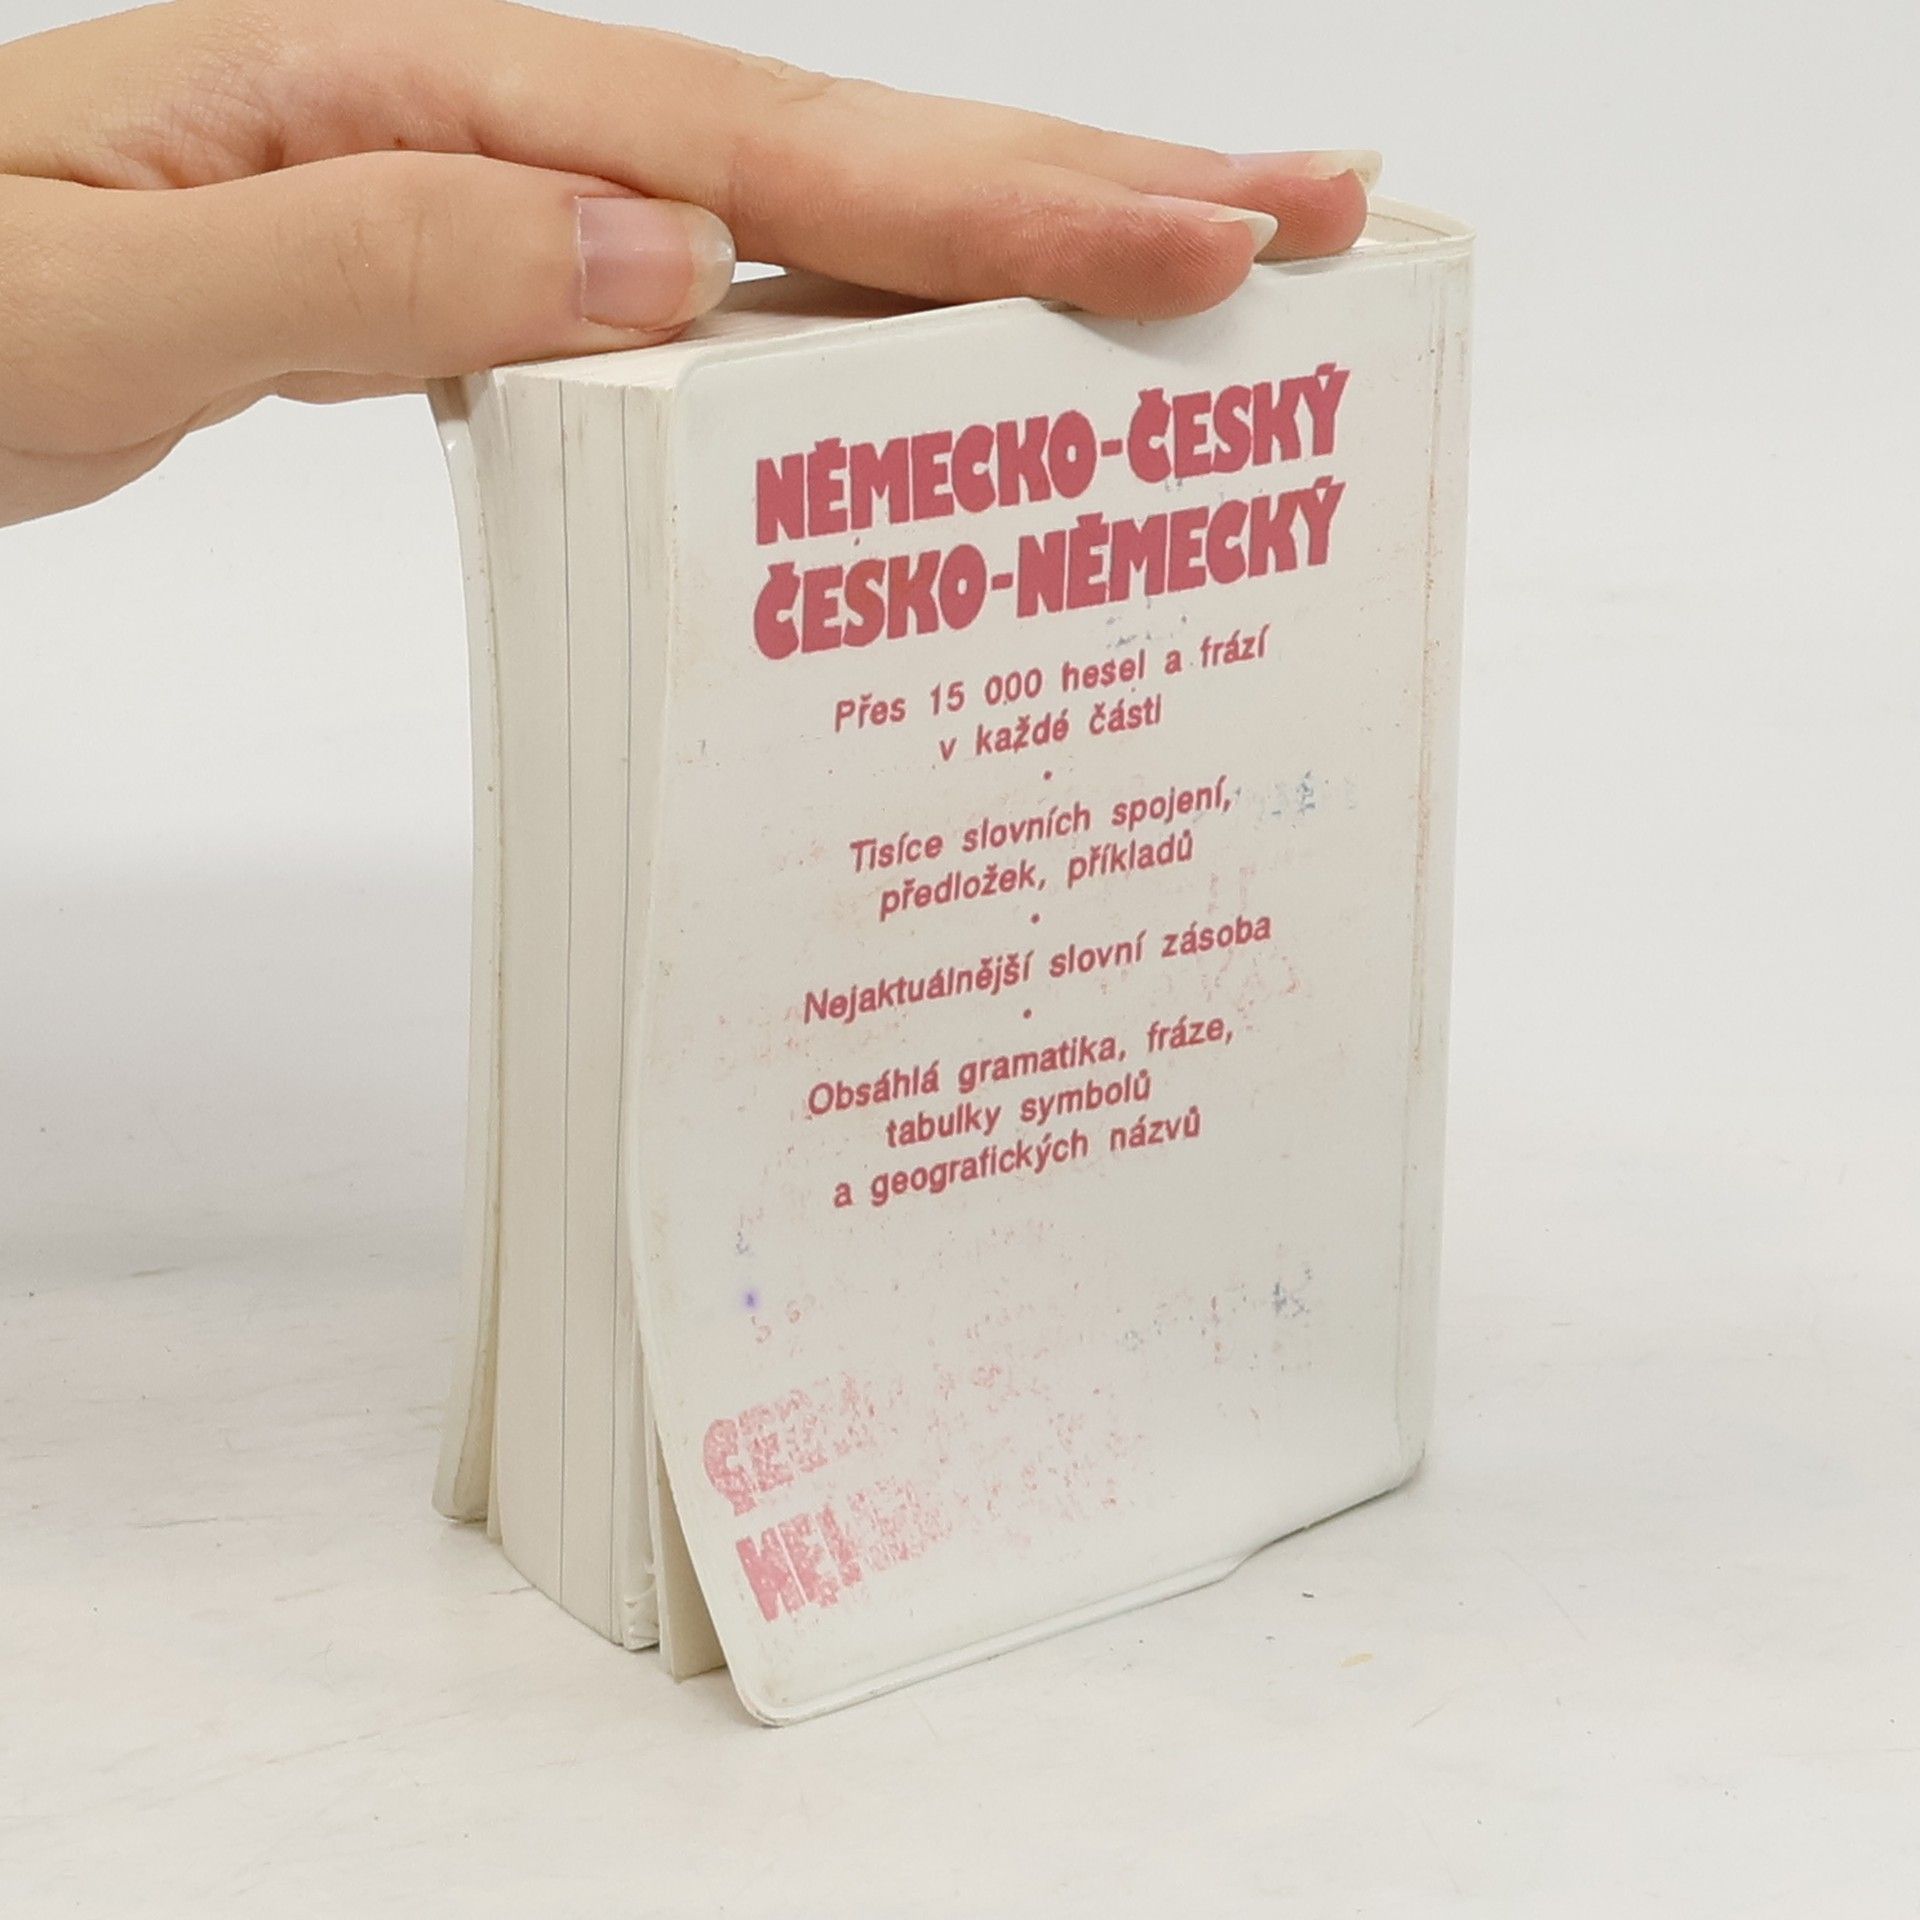 NĚMECKO-ČESKÝ
ČESKO-NĚMECKÝ
Přes 15 000 hesel a frází
v každé části
•
Tisíce slovních spojení,
předložek, příkladů
•
Nejaktuálnější slovní zásoba
•
Obsáhlá gramatika, fráze,
tabulky symbolů
a geografických názvů